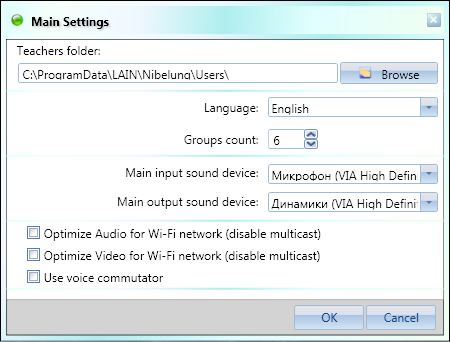 Main Settings
Teachers folder:
C:\ProgramData\LAIN\Nibelung\Users\
Browse
Language: English
Groups count: 6
Main input sound device: Микрофон (VIA High Defin
Main output sound device: Динамики (VIA High Defini
Optimize Audio for Wi-Fi network (disable multicast)
Optimize Video for Wi-Fi network (disable multicast)
Use voice commutator
OK Cancel